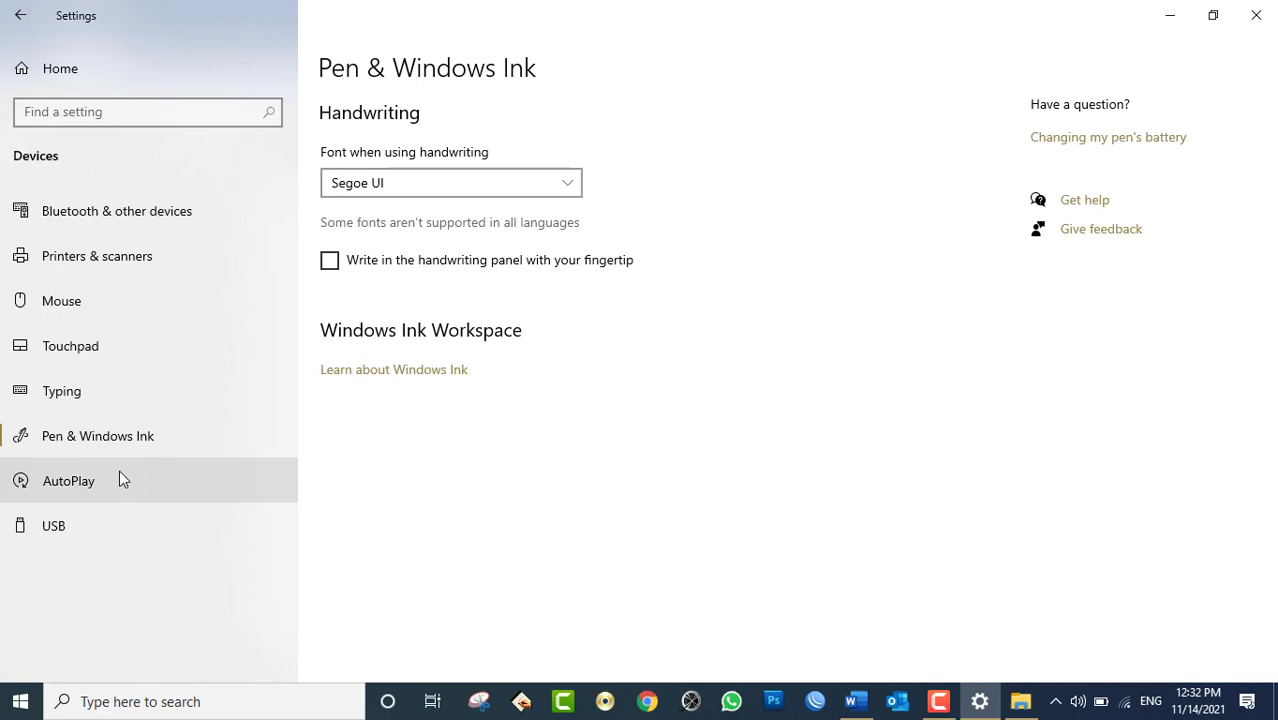 Settings
Home
Find a setting
Devices
Bluetooth & other devices
Printers & scanners
Mouse
Touchpad
Typing
Pen & Windows Ink
AutoPlay
USB
Pen & Windows Ink
Handwriting
Font when using handwriting
Segoe UI
Some fonts aren't supported in all languages
Write in the handwriting panel with your fingertip
Windows Ink Workspace
Learn about Windows Ink
Have a question?
Changing my pen's battery
Get help
Give feedback
Type here to search
Ps
ENG
12:32 PM
11/14/2021